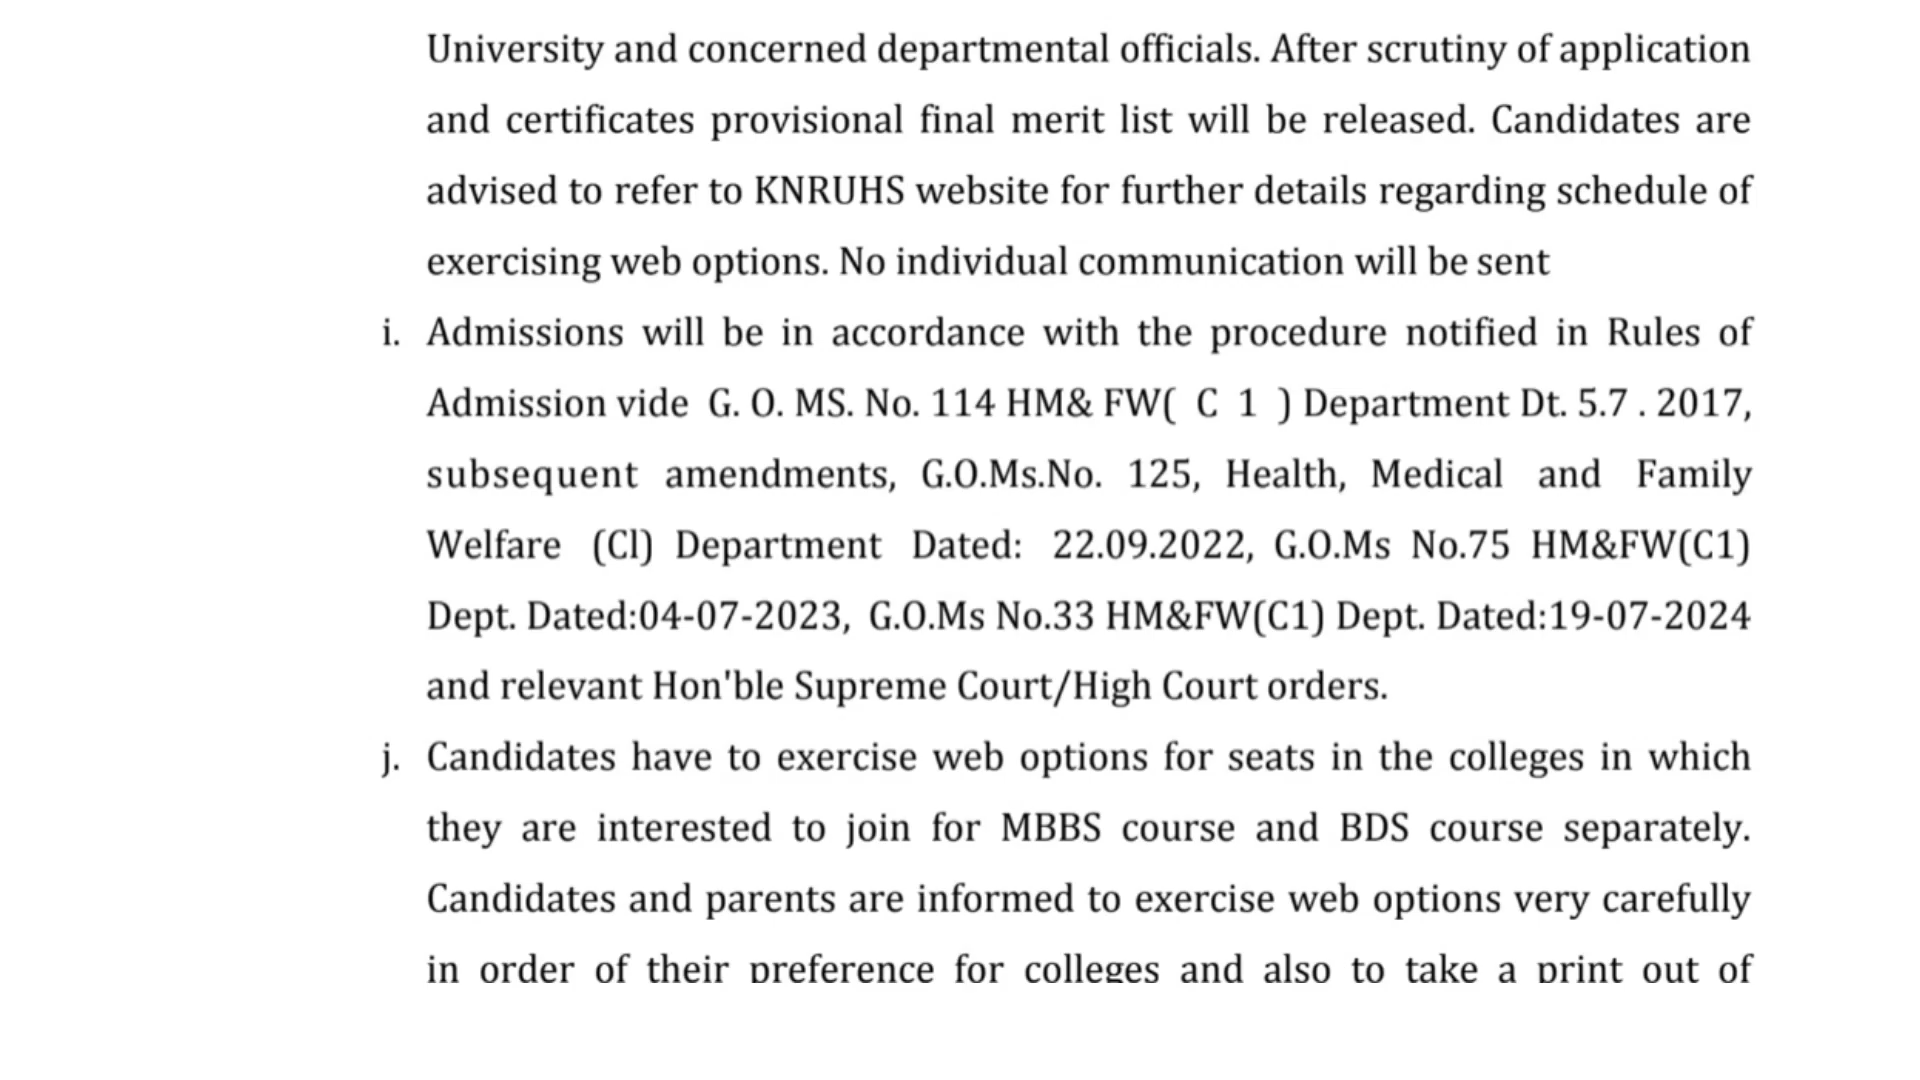 University and concerned departmental officials. After scrutiny of application
and certificates provisional final merit list will be released. Candidates are
advised to refer to KNRUHS website for further details regarding schedule of
exercising web options. No individual communication will be sent
i. Admissions will be in accordance with the procedure notified in Rules of
Admission vide G. O. MS. No. 114 HM& FW( C 1 ) Department Dt. 5.7 . 2017,
subsequent amendments, G.O.Ms.No. 125, Health, Medical and Family
Welfare (Cl) Department Dated: 22.09.2022, G.O.Ms No.75 HM&FW(C1)
Dept. Dated:04-07-2023, G.O.Ms No.33 HM&FW(C1) Dept. Dated:19-07-2024
and relevant Hon'ble Supreme Court/High Court orders.
j. Candidates have to exercise web options for seats in the colleges in which
they are interested to join for MBBS course and BDS course separately.
Candidates and parents are informed to exercise web options very carefully
in order of their preference for colleges and also to take a print out of